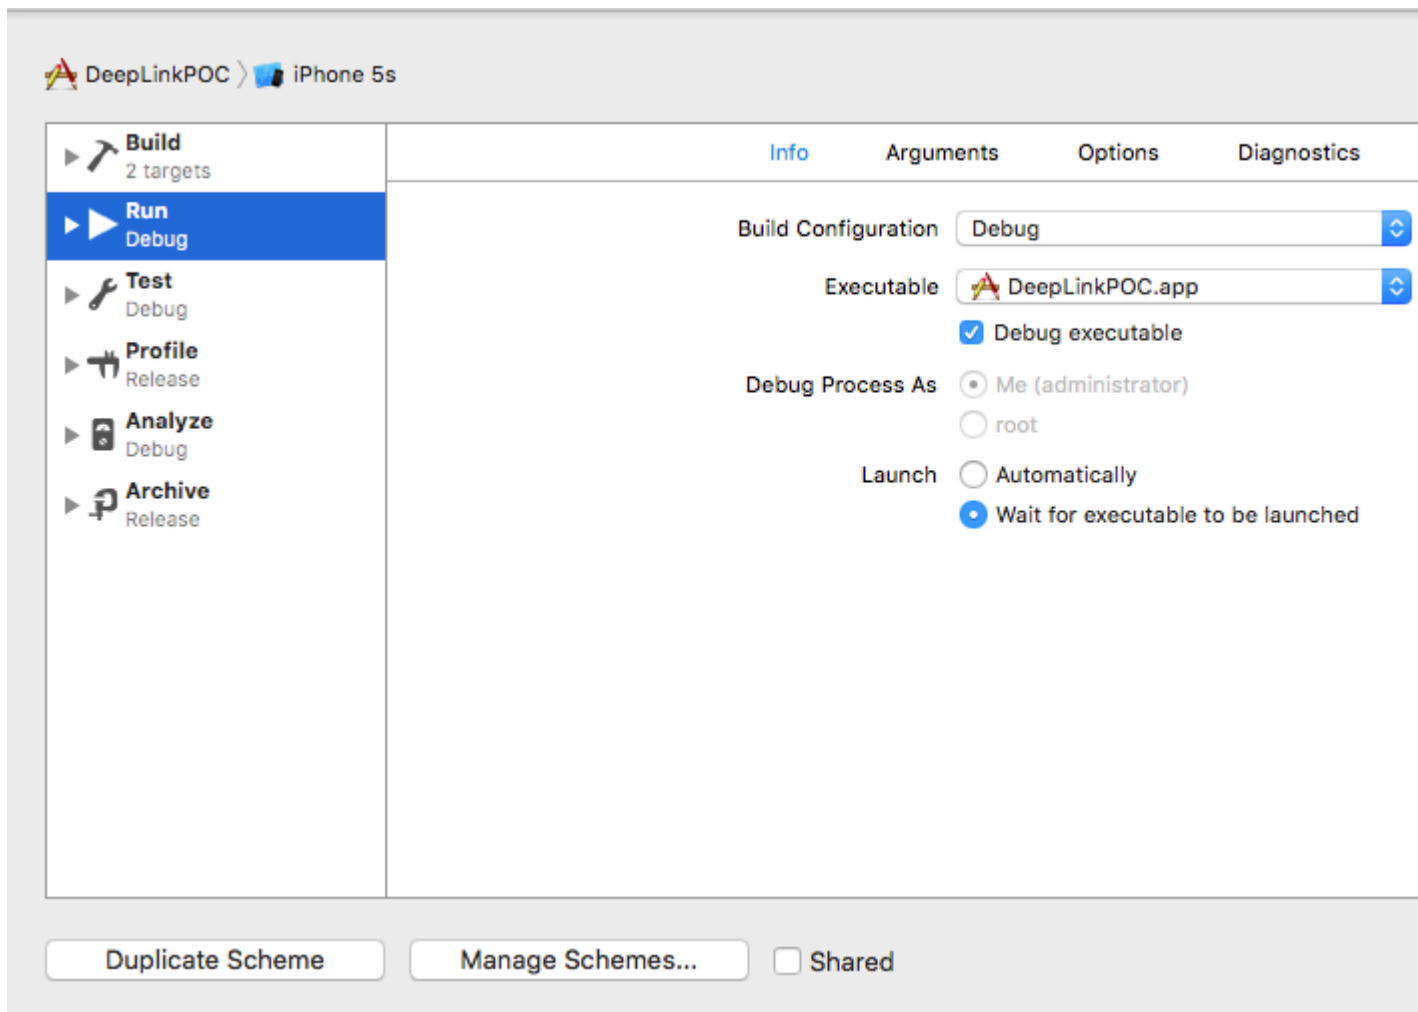 DeepLinkPOC iPhone 5s
Build
2 targets
Run
Debug
Test
Debug
Profile
Release
Analyze
Debug
Archive
Release
Info Arguments Options Diagnostics
Build Configuration Debug
Executable DeepLinkPOC.app
Debug executable
Debug Process As Me (administrator)
root
Launch Automatically
Wait for executable to be launched
Duplicate Scheme Manage Schemes... Shared